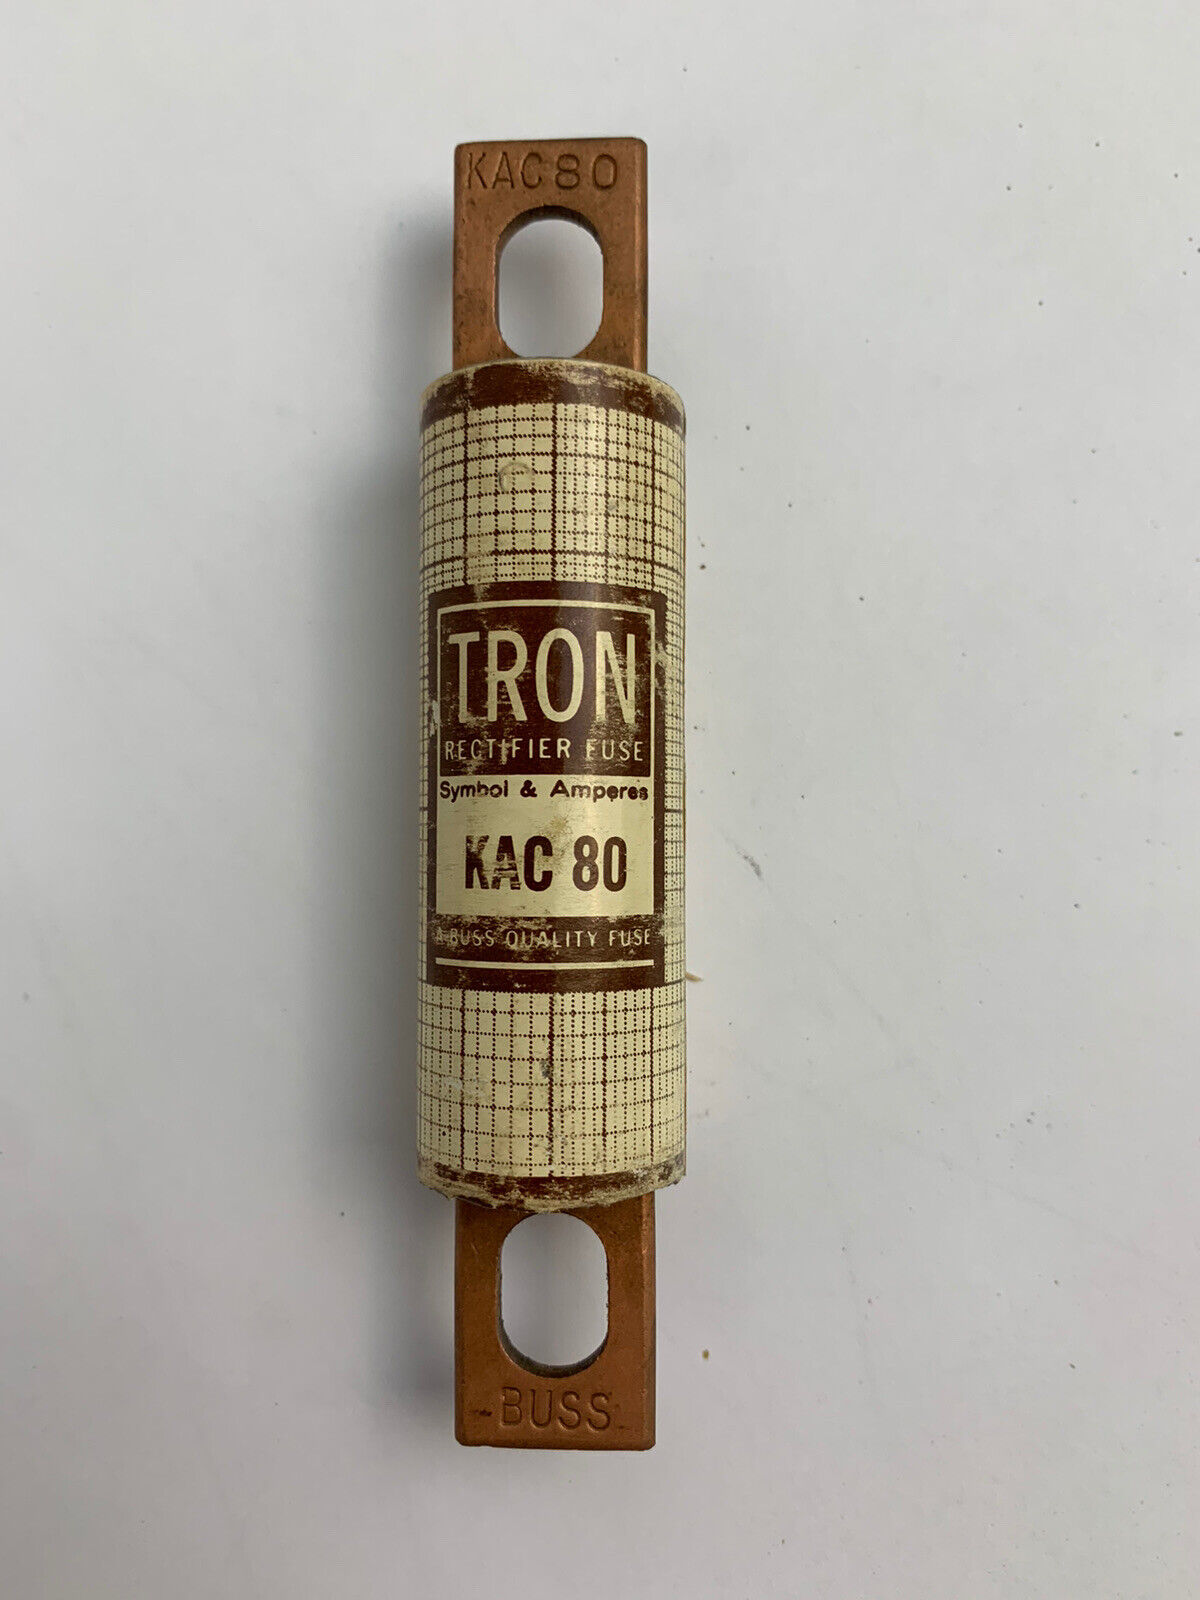 KAC80
TRON
RECTIFIER FUSE
Symbol & Amperes
KAC 80
A BUSS QUALITY FUSE
BUSS